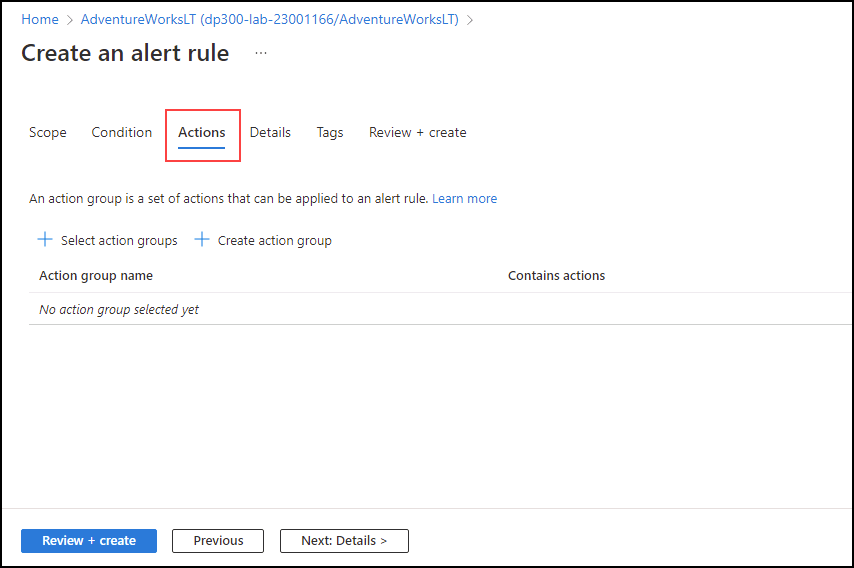 Home > AdventureWorksLT (dp300-lab-23001166/AdventureWorksLT) >
Create an alert rule ...
Scope Condition Actions Details Tags Review + create
An action group is a set of actions that can be applied to an alert rule. Learn more
+ Select action groups + Create action group
Action group name Contains actions
No action group selected yet
Review + create Previous Next: Details >